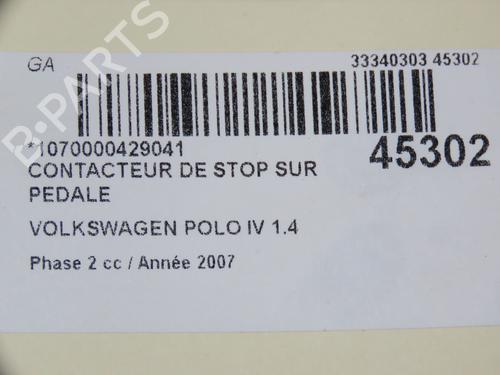 GA
33340303 45302
*1070000429041
45302
CONTACTEUR DE STOP SUR
PEDALE
VOLKSWAGEN POLO IV 1.4
Phase 2 cc / Année 2007
B-PARTS